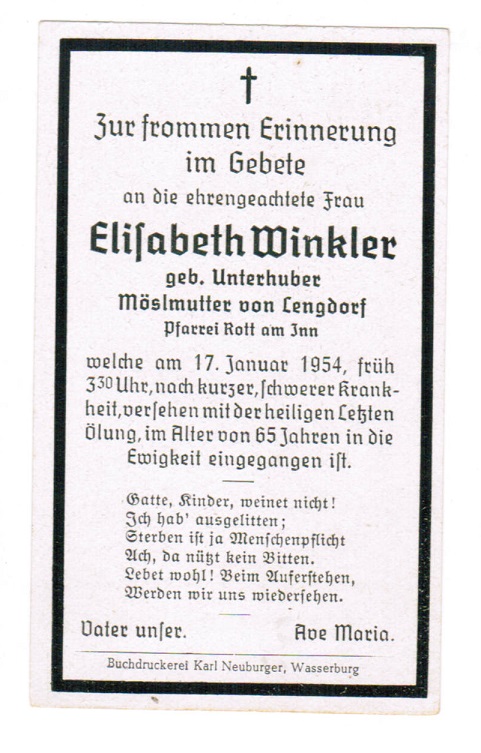 Zur frommen Erinnerung
im Gebete
an die ehrengeachtete Frau
Elisabeth Winkler
geb. Unterhuber
Möslmutter von Lengdorf
Pfarrei Rott am Inn
welche am 17. Januar 1954, früh
3³⁰ Uhr, nach kurzer, schwerer Krank-
heit, versehen mit der heiligen Letzten
Ölung, im Alter von 65 Jahren in die
Ewigkeit eingegangen ist.
Gatte, Kinder, weinet nicht!
Ich hab' ausgelitten;
Sterben ist ja Menschenpflicht
Ach, da nützt kein Bitten.
Lebet wohl! Beim Auferstehen,
Werden wir uns wiedersehen.
Vater unser. Ave Maria.
Buchdruckerei Karl Neuburger, Wasserburg